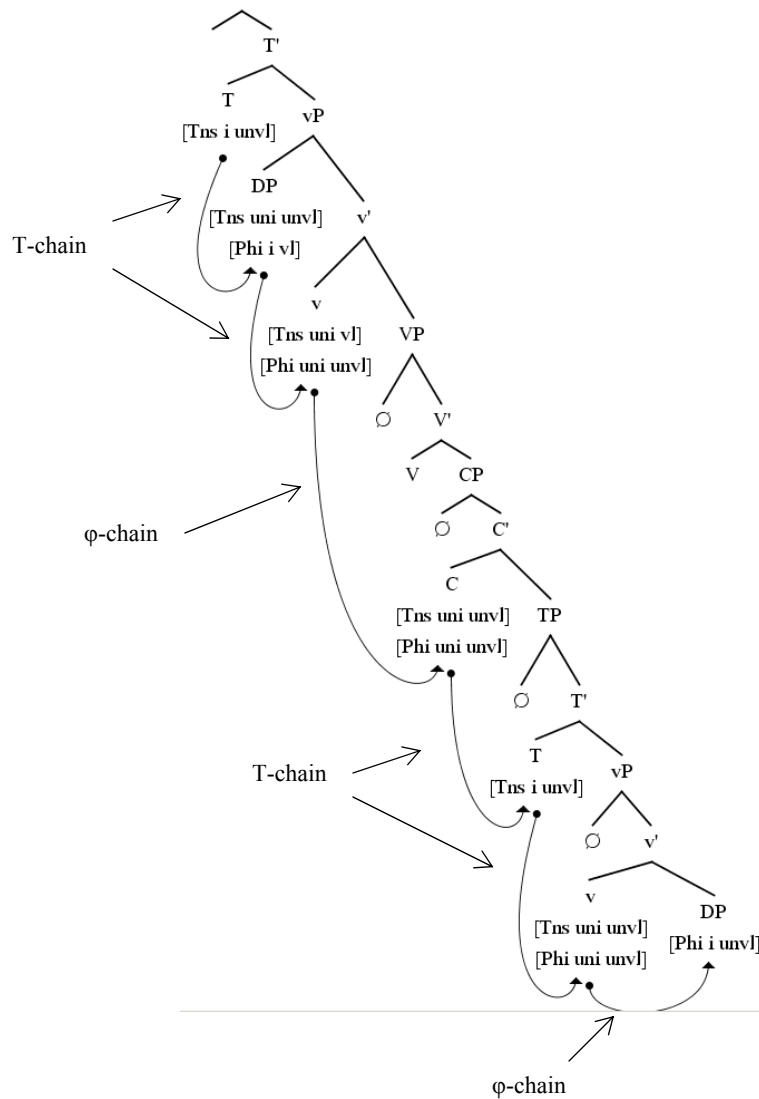 T'
T
vP
[Tns i unvl]
DP
v'
[Tns uni unvl]
T-chain
[Phi i vl]
v
VP
[Tns uni vl]
[Phi uni unvl]
∅
V'
V
CP
φ-chain
∅
C'
C
TP
[Tns uni unvl]
[Phi uni unvl]
∅
T'
T
vP
T-chain
[Tns i unvl]
∅
v'
v
DP
[Tns uni unvl]
[Phi i unvl]
[Phi uni unvl]
φ-chain